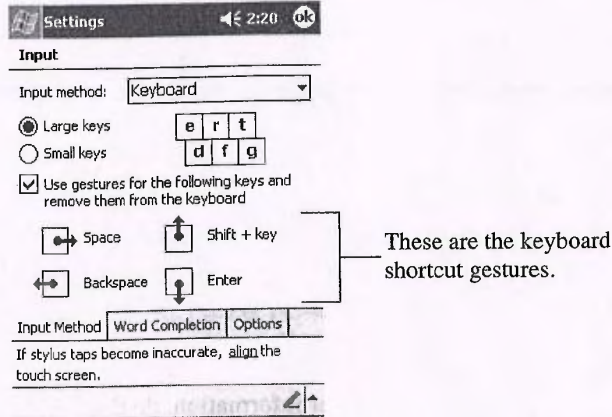 Settings 2:20 ok
Input
Input method: Keyboard
Large keys e r t
Small keys d f g
Use gestures for the following keys and
remove them from the keyboard
Space Shift + key
Backspace Enter
These are the keyboard
shortcut gestures.
Input Method Word Completion Options
If stylus taps become inaccurate, align the
touch screen.